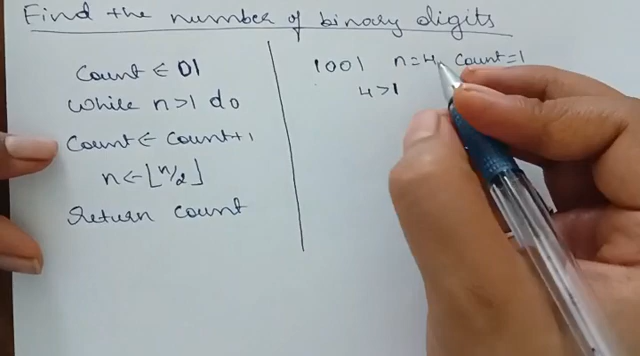 Find the number of binary digits
Count ← 01
While n>1 do
Count ← Count+1
n ← ⌊n/2⌋
Return count
1001 n=4 Count=1
4>1